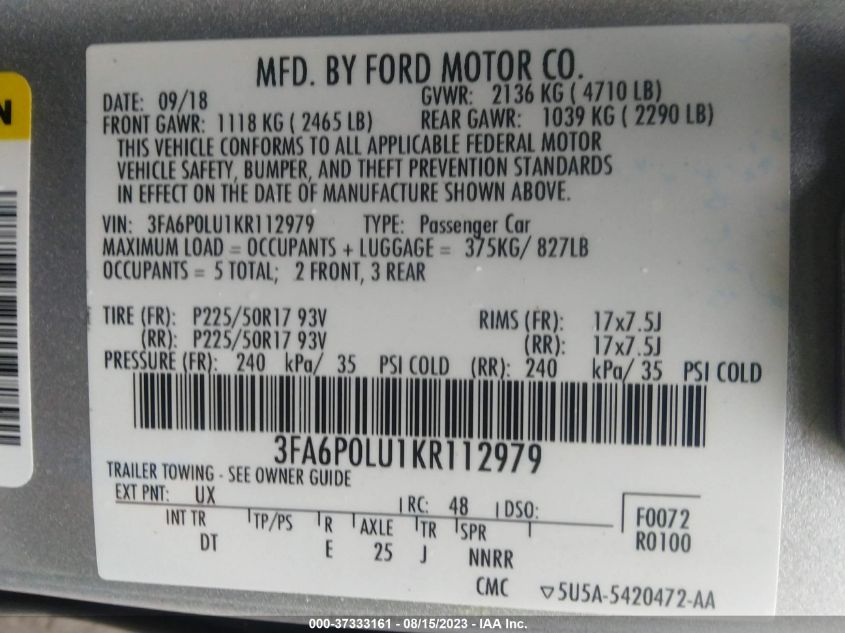 MFD. BY FORD MOTOR CO.
DATE: 09/18 GVWR: 2136 KG ( 4710 LB)
FRONT GAWR: 1118 KG ( 2465 LB) REAR GAWR: 1039 KG ( 2290 LB)
THIS VEHICLE CONFORMS TO ALL APPLICABLE FEDERAL MOTOR
VEHICLE SAFETY, BUMPER, AND THEFT PREVENTION STANDARDS
IN EFFECT ON THE DATE OF MANUFACTURE SHOWN ABOVE.
VIN: 3FA6P0LU1KR112979 TYPE: Passenger Car
MAXIMUM LOAD = OCCUPANTS + LUGGAGE = 375KG/ 827LB
OCCUPANTS = 5 TOTAL; 2 FRONT, 3 REAR
TIRE (FR): P225/50R17 93V RIMS (FR): 17x7.5J
(RR): P225/50R17 93V (RR): 17x7.5J
PRESSURE (FR): 240 kPa/ 35 PSI COLD (RR): 240 kPa/ 35 PSI COLD
3FA6P0LU1KR112979
TRAILER TOWING - SEE OWNER GUIDE
EXT PNT: UX RC: 48 DSO:
INT TR TP/PS R AXLE TR SPR
DT E 25 J NNRR
F0072
R0100
CMC ▽5U5A-5420472-AA
N
000-37333161 - 08/15/2023 - IAA Inc.